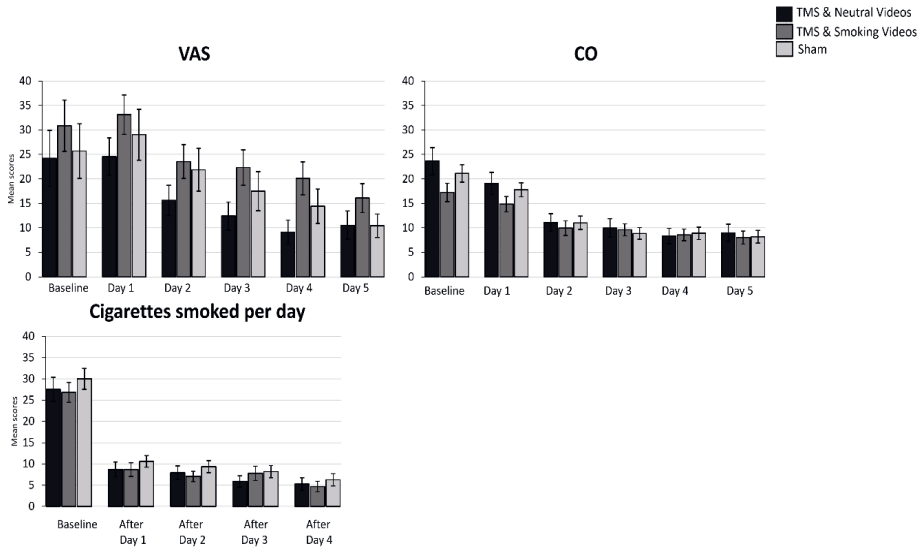 TMS & Neutral Videos
TMS & Smoking Videos
Sham
VAS
40
35
30
25
20
15
10
5
0
Mean scores
Baseline Day 1 Day 2 Day 3 Day 4 Day 5
CO
40
35
30
25
20
15
10
5
0
Baseline Day 1 Day 2 Day 3 Day 4 Day 5
Cigarettes smoked per day
40
35
30
25
20
15
10
5
0
Mean scores
Baseline After After After After
Day 1 Day 2 Day 3 Day 4